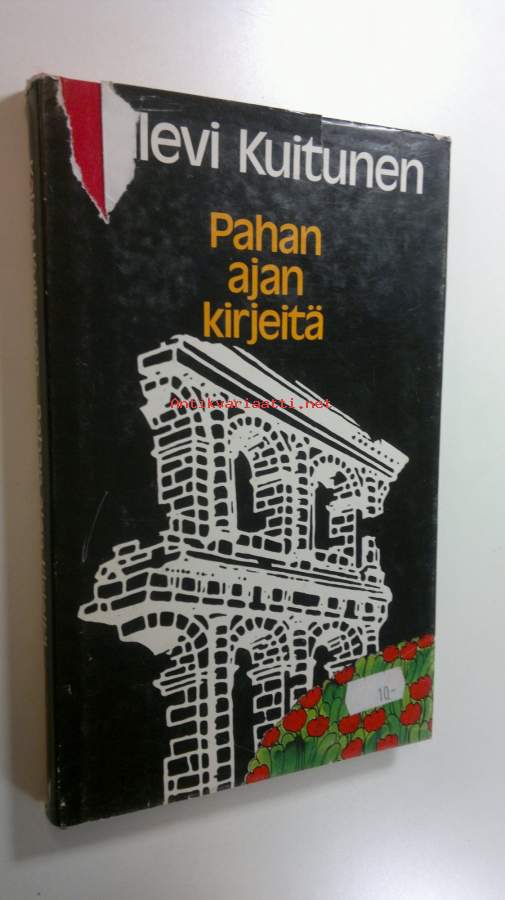 levi Kuitunen
Pahan
ajan
kirjeitä
Antikvariaatti.net
10.-